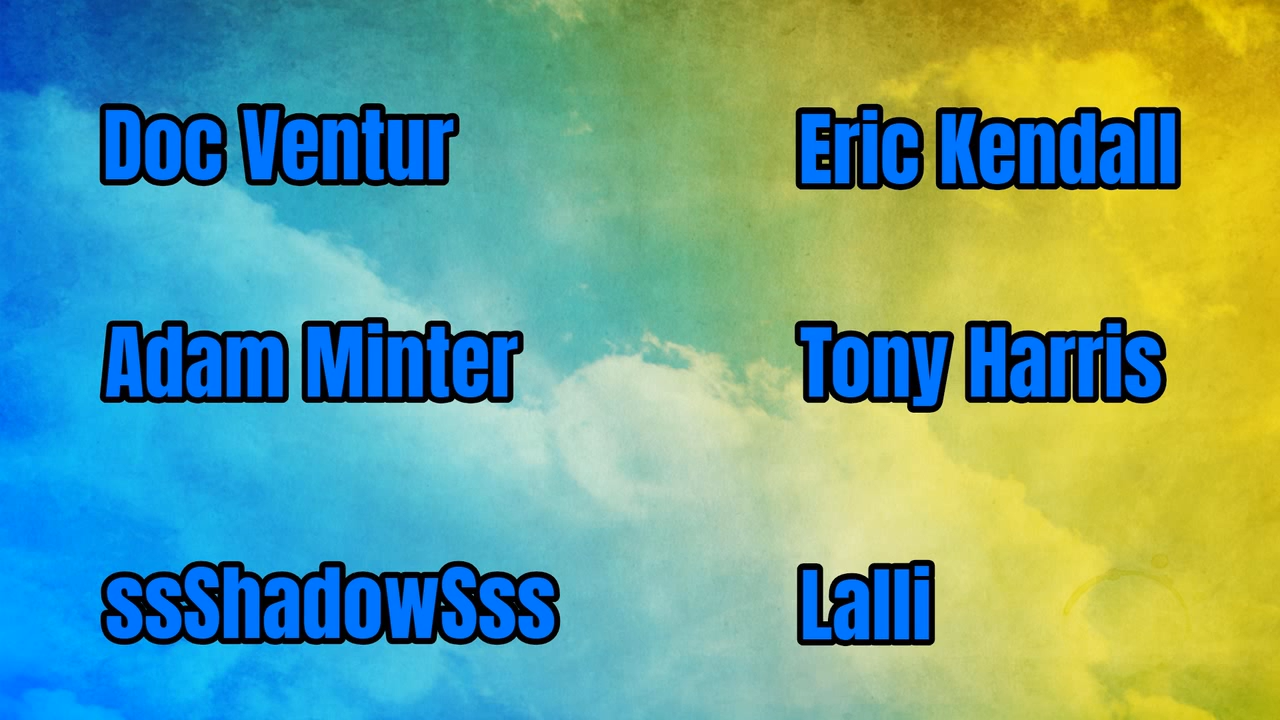 Doc Ventur
Eric Kendall
Adam Minter
Tony Harris
ssShadowSss
Lalli